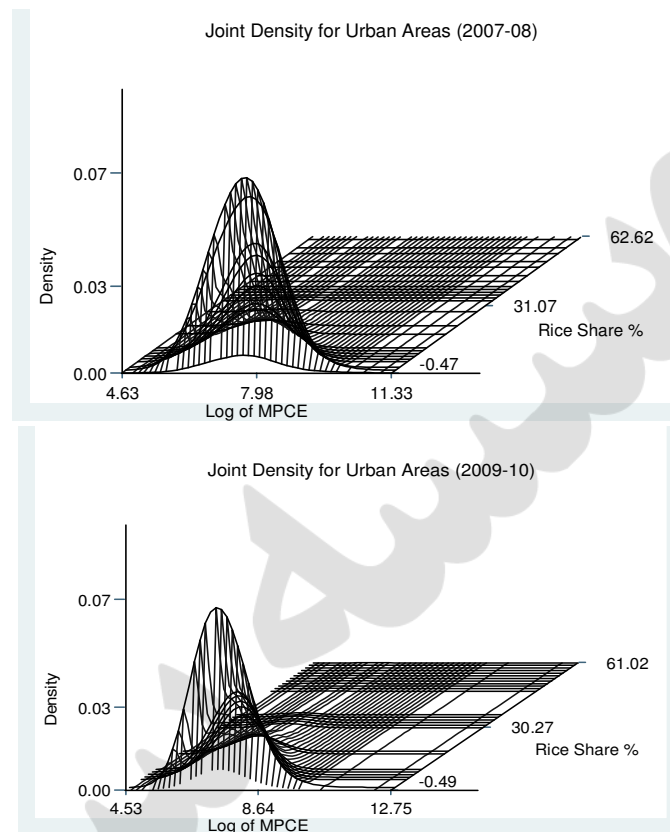 Joint Density for Urban Areas (2007-08)
0.07
0.03
0.00
Density
4.63
7.98
11.33
Log of MPCE
62.62
31.07
-0.47
Rice Share %
Joint Density for Urban Areas (2009-10)
0.07
0.03
0.00
Density
4.53
8.64
12.75
Log of MPCE
61.02
30.27
-0.49
Rice Share %